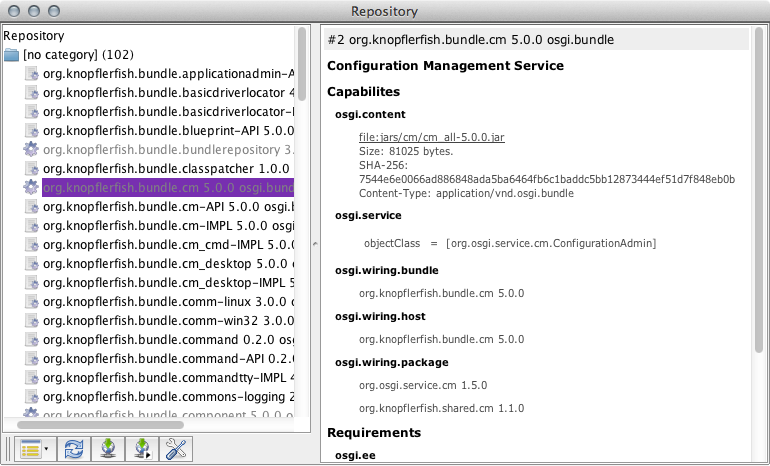 Repository
Repository
[no category] (102)
org.knopflerfish.bundle.applicationadmin-A
org.knopflerfish.bundle.basicdriverlocator 4
org.knopflerfish.bundle.basicdriverlocator-I
org.knopflerfish.bundle.blueprint-API 5.0.0
org.knopflerfish.bundle.bundlerepository 3.
org.knopflerfish.bundle.classpatcher 1.0.0
org.knopflerfish.bundle.cm 5.0.0 osgi.bund
org.knopflerfish.bundle.cm-API 5.0.0 osgi.b
org.knopflerfish.bundle.cm-IMPL 5.0.0 osgi
org.knopflerfish.bundle.cm_cmd-IMPL 5.0.0
org.knopflerfish.bundle.cm_desktop 5.0.0 o
org.knopflerfish.bundle.cm_desktop-IMPL 5
org.knopflerfish.bundle.comm-linux 3.0.0 o
org.knopflerfish.bundle.comm-win32 3.0.0
org.knopflerfish.bundle.command 0.2.0 osg
org.knopflerfish.bundle.command-API 0.2.0
org.knopflerfish.bundle.commandtty-IMPL 4
org.knopflerfish.bundle.commons-logging 2
org.knopflerfish.bundle.component 5.0.0 o
#2 org.knopflerfish.bundle.cm 5.0.0 osgi.bundle
Configuration Management Service
Capabilites
osgi.content
file:jars/cm/cm_all-5.0.0.jar
Size: 81025 bytes.
SHA-256:
7544e6e0066ad886848ada5ba6464fb6c1baddc5bb12873444ef51d7f848eb0b
Content-Type: application/vnd.osgi.bundle
osgi.service
objectClass = [org.osgi.service.cm.ConfigurationAdmin]
osgi.wiring.bundle
org.knopflerfish.bundle.cm 5.0.0
osgi.wiring.host
org.knopflerfish.bundle.cm 5.0.0
osgi.wiring.package
org.osgi.service.cm 1.5.0
org.knopflerfish.shared.cm 1.1.0
Requirements
osgi.ee